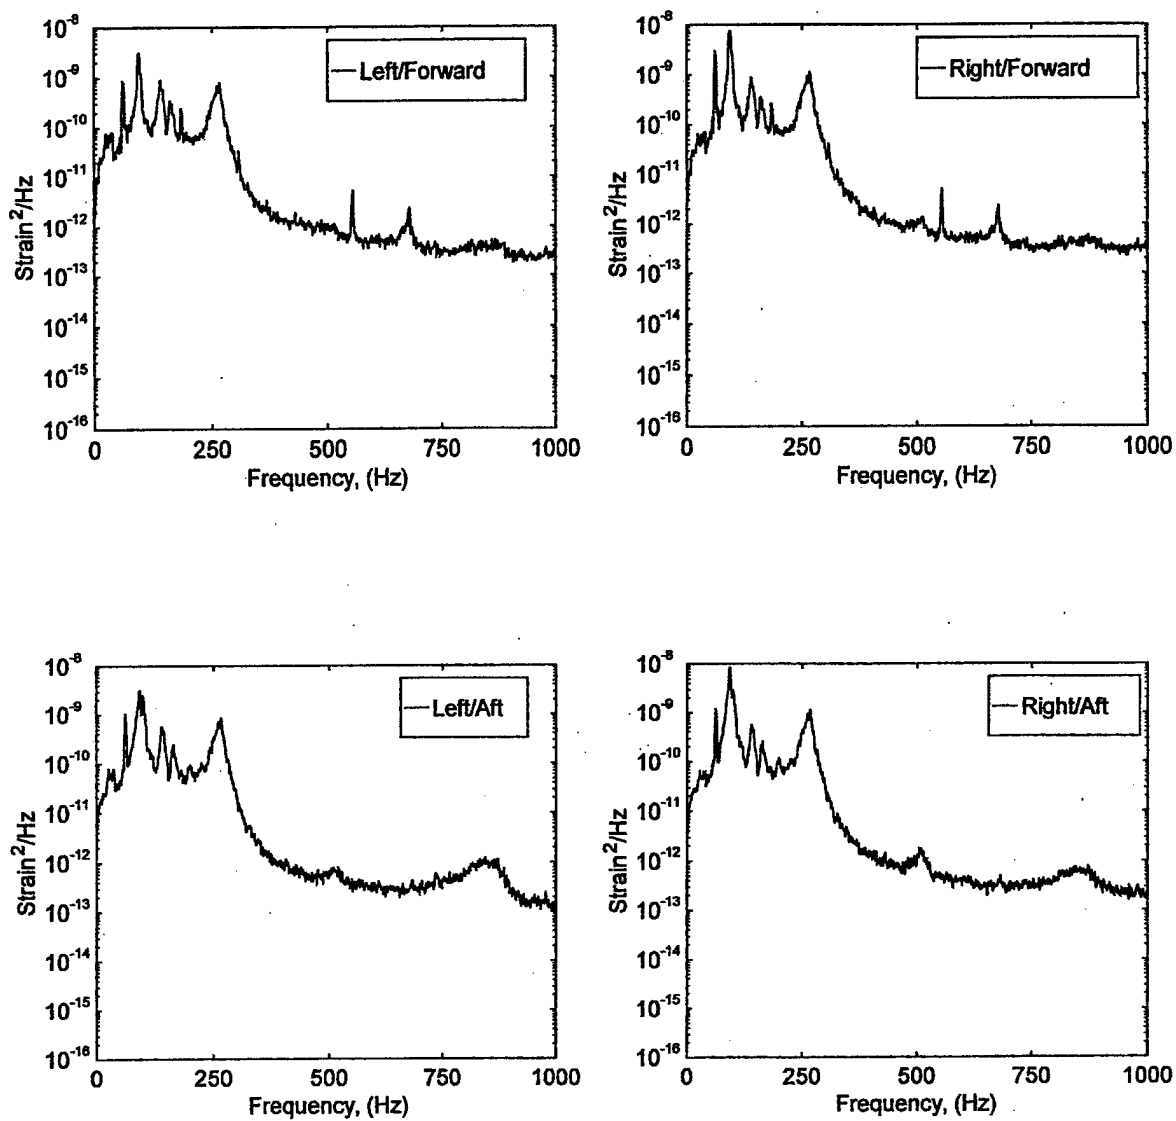 Left/Forward
Strain²/Hz
10⁻⁸
10⁻⁹
10⁻¹⁰
10⁻¹¹
10⁻¹²
10⁻¹³
10⁻¹⁴
10⁻¹⁵
10⁻¹⁶
0 250 500 750 1000
Frequency, (Hz)
Right/Forward
Strain²/Hz
10⁻⁸
10⁻⁹
10⁻¹⁰
10⁻¹¹
10⁻¹²
10⁻¹³
10⁻¹⁴
10⁻¹⁵
10⁻¹⁶
0 250 500 750 1000
Frequency, (Hz)
Left/Aft
Strain²/Hz
10⁻⁸
10⁻⁹
10⁻¹⁰
10⁻¹¹
10⁻¹²
10⁻¹³
10⁻¹⁴
10⁻¹⁵
10⁻¹⁶
0 250 500 750 1000
Frequency, (Hz)
Right/Aft
Strain²/Hz
10⁻⁸
10⁻⁹
10⁻¹⁰
10⁻¹¹
10⁻¹²
10⁻¹³
10⁻¹⁴
10⁻¹⁵
10⁻¹⁶
0 250 500 750 1000
Frequency, (Hz)